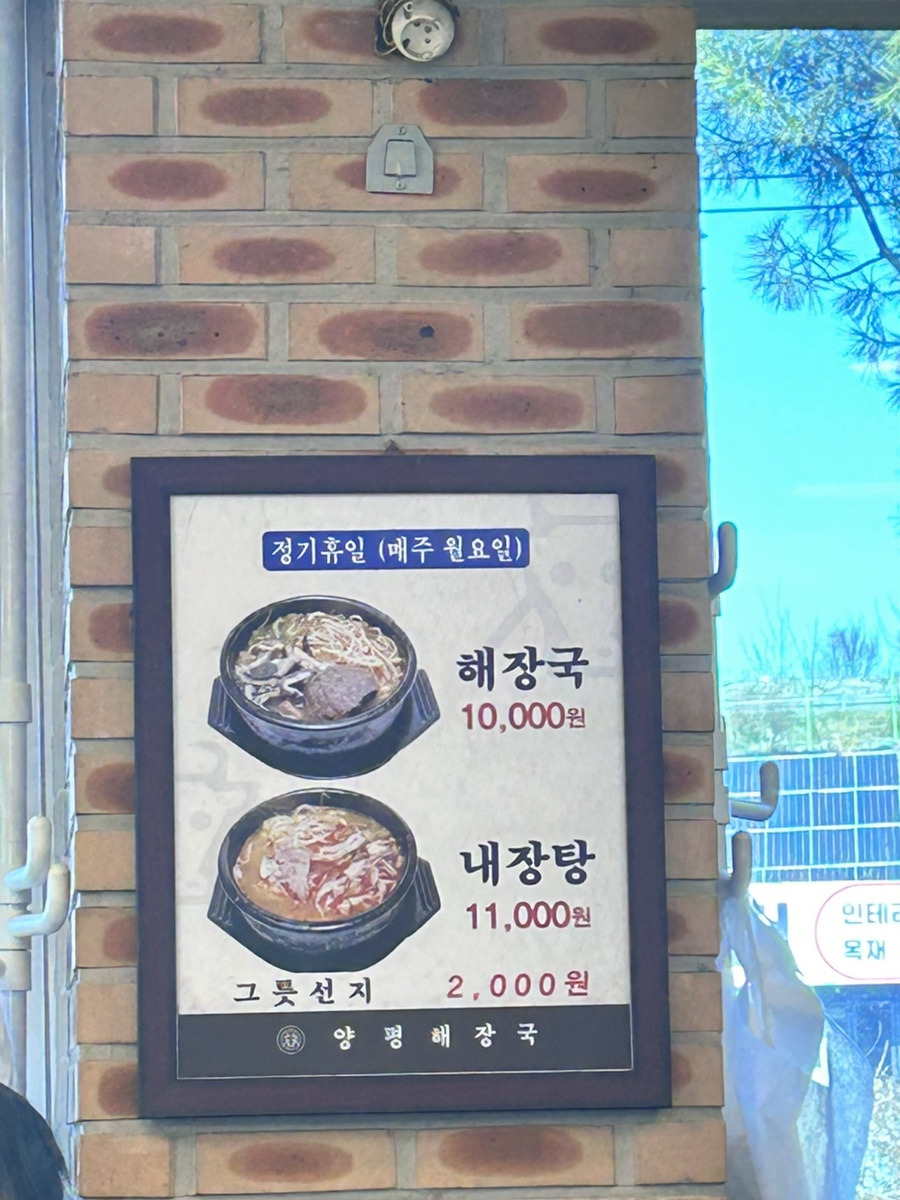 정기휴일 (매주 월요일)
해장국
10,000원
내장탕
11,000원
그릇선지 2,000원
양평해장국
목재